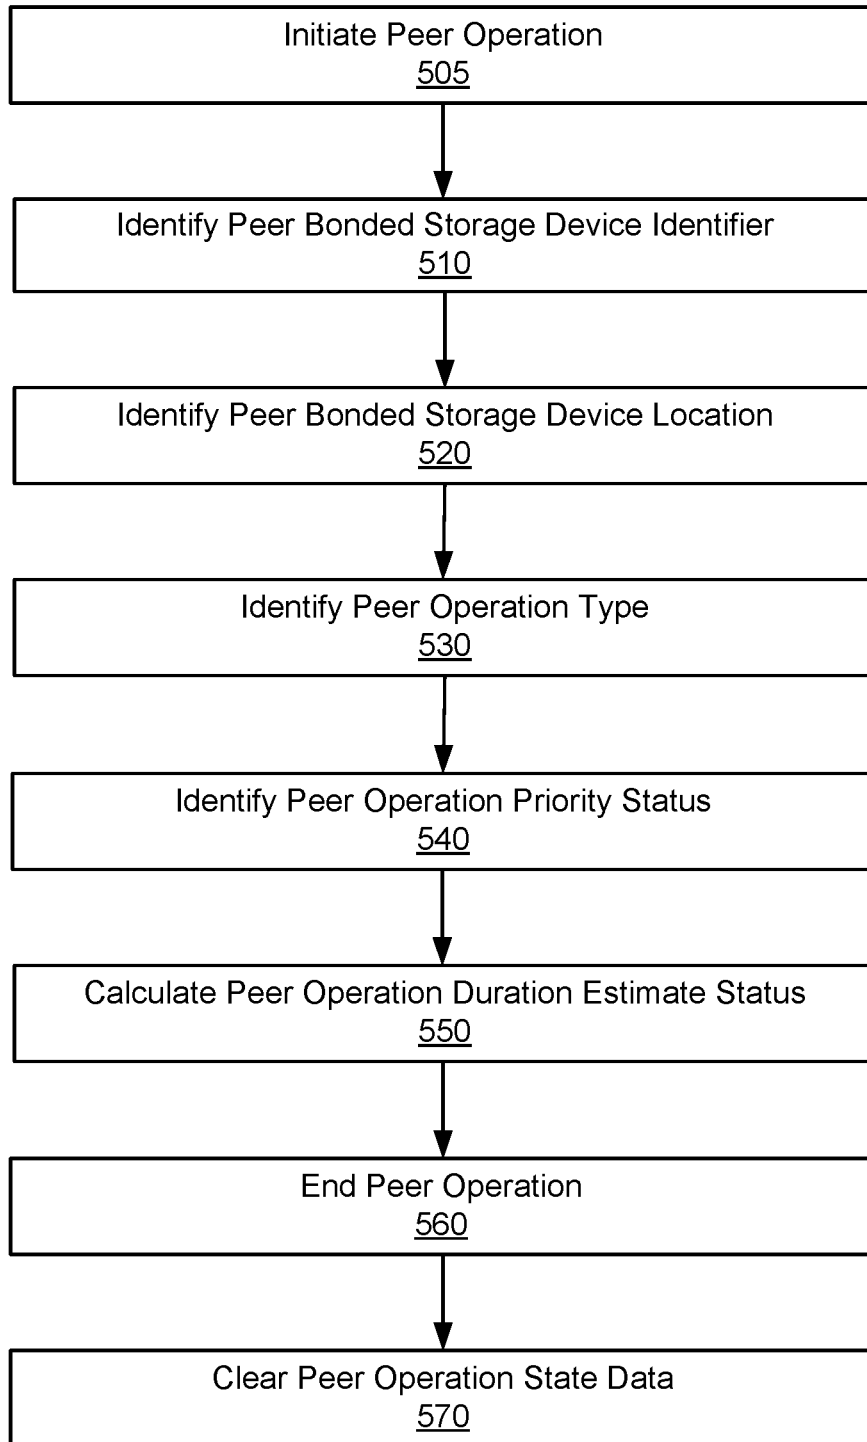 Initiate Peer Operation
505
Identify Peer Bonded Storage Device Identifier
510
Identify Peer Bonded Storage Device Location
520
Identify Peer Operation Type
530
Identify Peer Operation Priority Status
540
Calculate Peer Operation Duration Estimate Status
550
End Peer Operation
560
Clear Peer Operation State Data
570